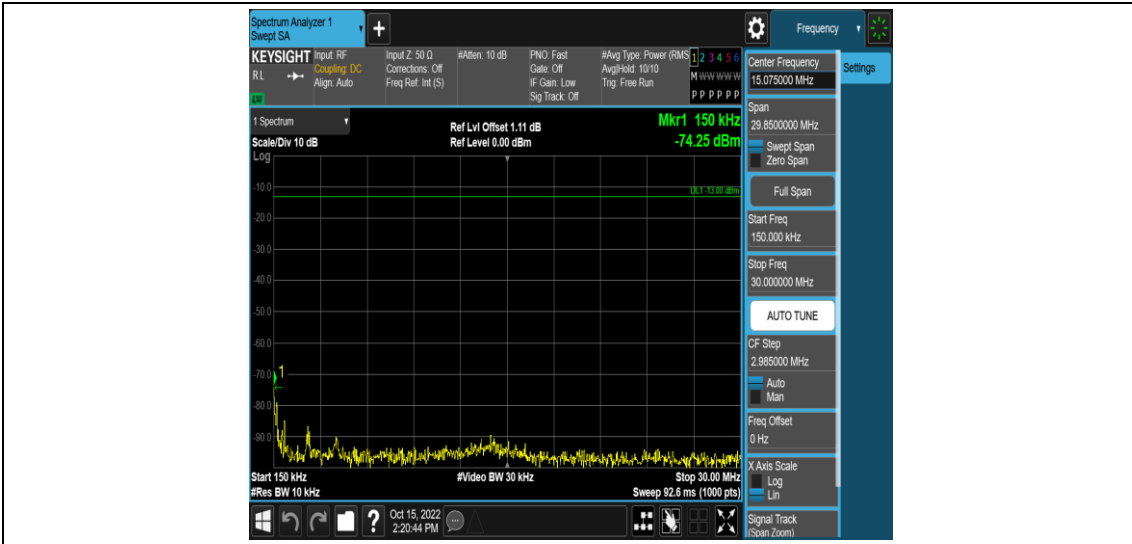 Spectrum Analyzer 1
Swept SA
+
Frequency
KEYSIGHT
RL
LNI
Input: RF
Coupling: DC
Align: Auto
Input Z: 50 Ω
Corrections: Off
Freq Ref: Int (S)
#Atten: 10 dB
PNO: Fast
Gate: Off
IF Gain: Low
Sig Track: Off
#Avg Type: Power (RMS
Avg|Hold: 10/10
Trig: Free Run
1 2 3 4 5 6
M W W W W W
P P P P P P
1 Spectrum
Scale/Div 10 dB
Ref Lvl Offset 1.11 dB
Ref Level 0.00 dBm
Mkr1 150 kHz
-74.25 dBm
Log
DL1 -13.00 dBm
-10.0
-20.0
-30.0
-40.0
-50.0
-60.0
-70.0
1
-80.0
-90.0
Start 150 kHz
#Video BW 30 kHz
Stop 30.00 MHz
#Res BW 10 kHz
Sweep 92.6 ms (1000 pts)
Center Frequency
15.075000 MHz
Settings
Span
29.8500000 MHz
Swept Span
Zero Span
Full Span
Start Freq
150.000 kHz
Stop Freq
30.000000 MHz
AUTO TUNE
CF Step
2.985000 MHz
Auto
Man
Freq Offset
0 Hz
X Axis Scale
Log
Lin
Signal Track
(Span Zoom)
?
Oct 15, 2022
2:20:44 PM